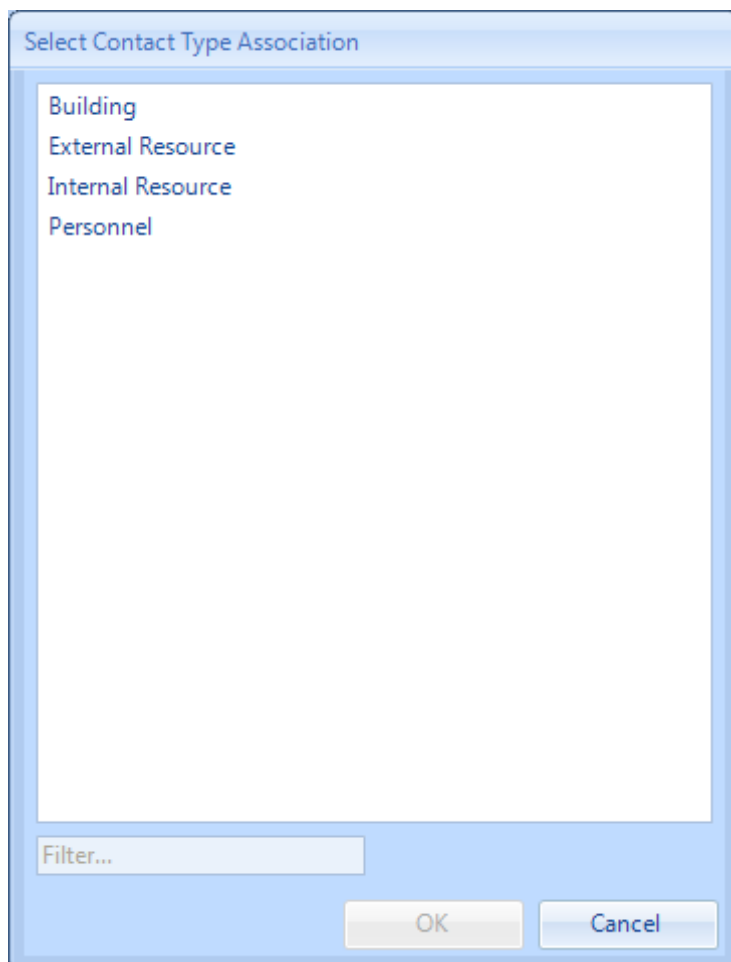 Select Contact Type Association
Building
External Resource
Internal Resource
Personnel
Filter...
OK
Cancel